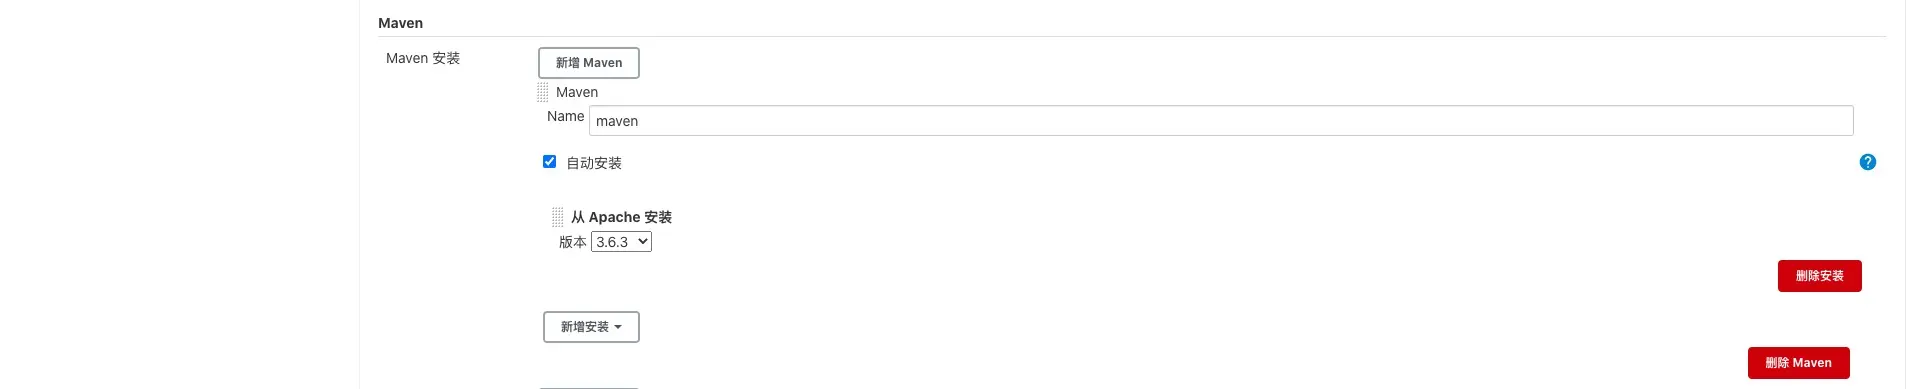 Maven
Maven 安装
新增 Maven
Maven
Name maven
自动安装
?
从 Apache 安装
版本 3.6.3
删除安装
新增安装
删除 Maven